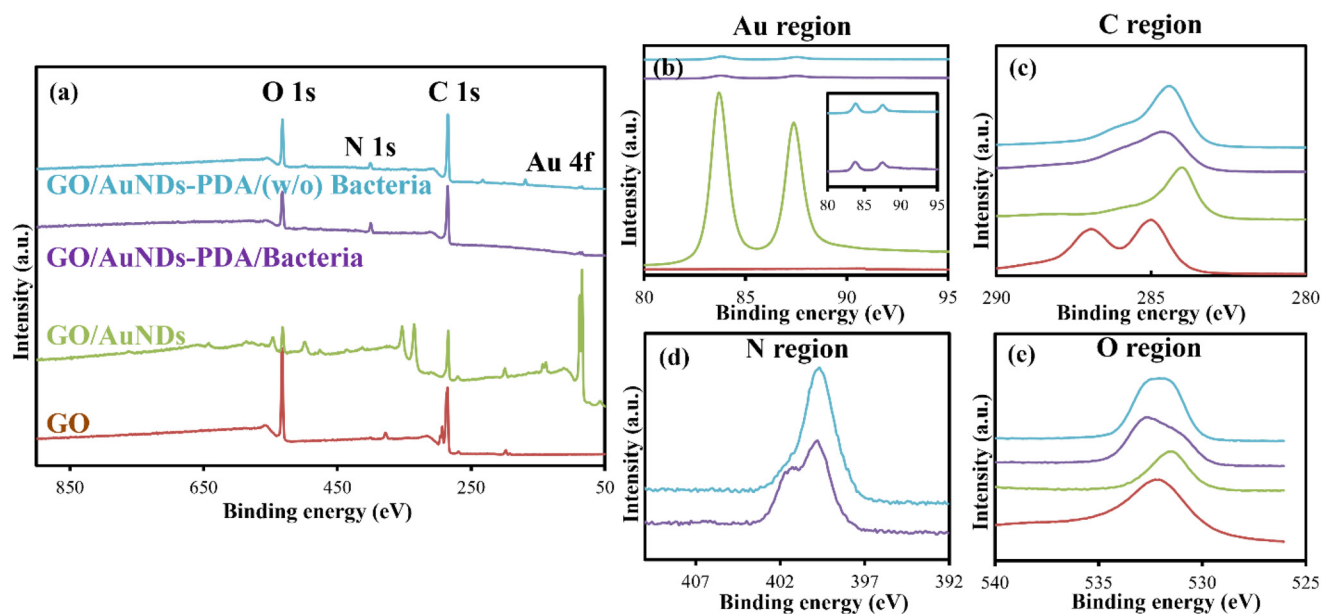 Au region
C region
(a)
O 1s
C 1s
N 1s
Au 4f
GO/AuNDs-PDA/(w/o) Bacteria
GO/AuNDs-PDA/Bacteria
GO/AuNDs
GO
Intensity (a.u.)
850 650 450 250 50
Binding energy (eV)
(b)
Intensity (a.u.)
80 85 90 95
80 85 90 95
Binding energy (eV)
(c)
Intensity (a.u.)
290 285 280
Binding energy (eV)
(d)
N region
Intensity (a.u.)
407 402 397 392
Binding energy (eV)
(e)
O region
Intensity (a.u.)
540 535 530 525
Binding energy (eV)